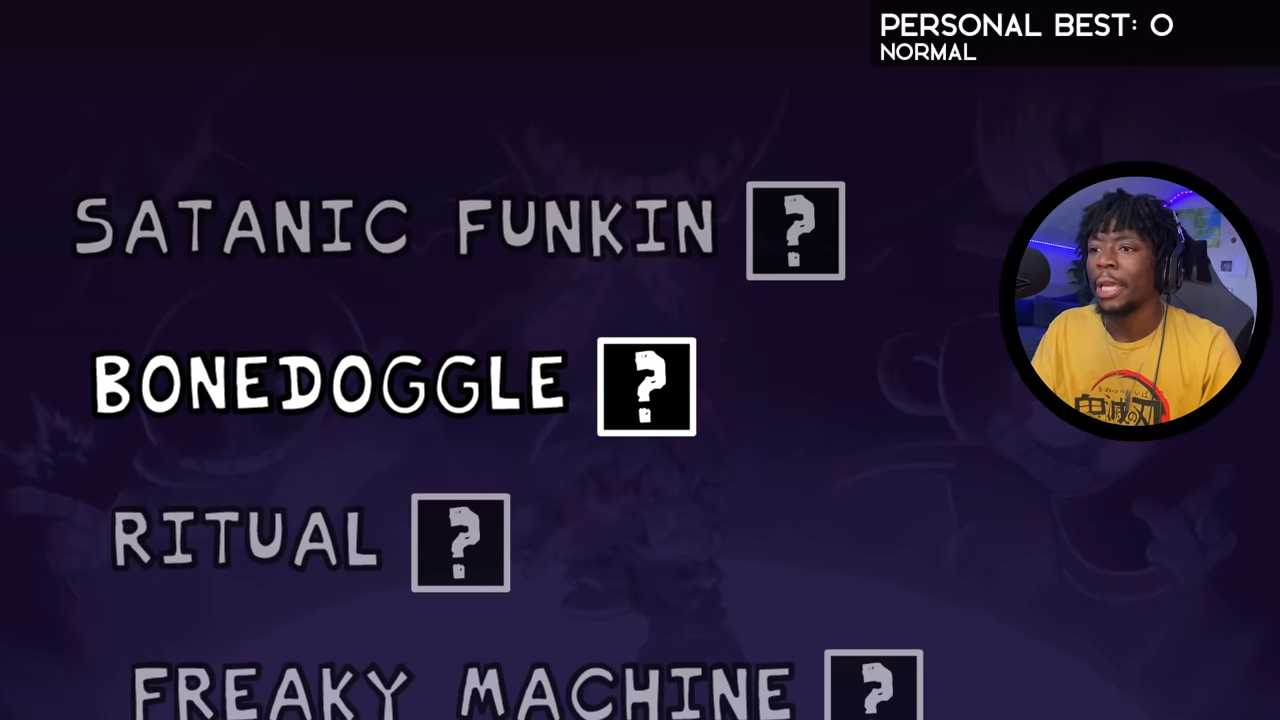 PERSONAL BEST: 0
NORMAL
SATANIC FUNKIN ?
BONEDOGGLE ?
RITUAL ?
FREAKY MACHINE ?